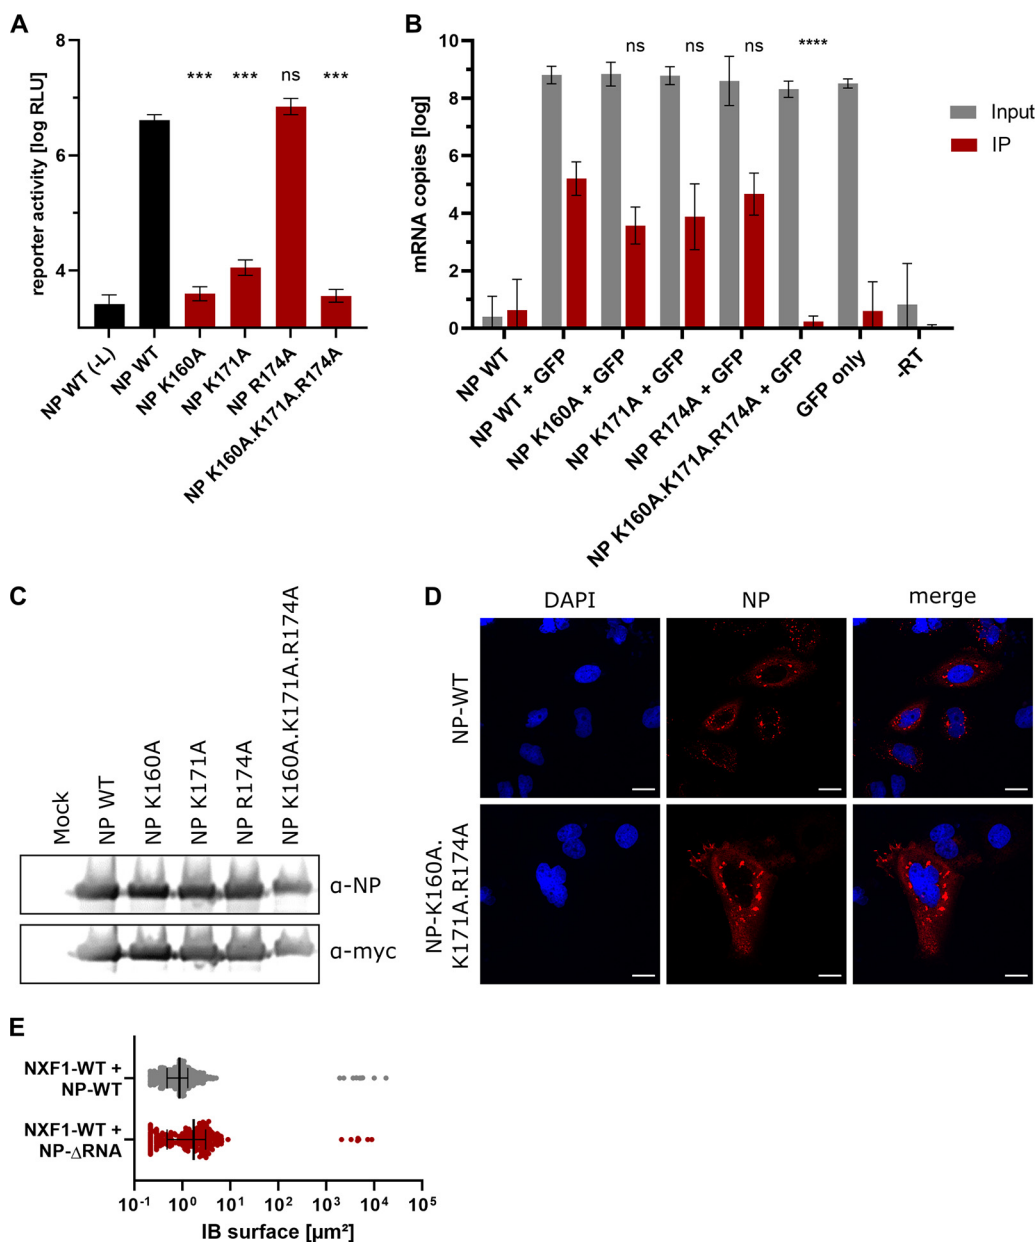 A
8
6
4
reporter activity [log RLU]
***
***
ns
***
NP WT (-L)
NP WT
NP K160A
NP K171A
NP R174A
NP K160A.K171A.R174A
B
10
8
6
4
2
0
mRNA copies [log]
ns
ns
ns
****
Input
IP
NP WT
NP WT + GFP
NP K160A + GFP
NP K171A + GFP
NP R174A + GFP
NP K160A.K171A.R174A + GFP
GFP only
-RT
C
Mock
NP WT
NP K160A
NP K171A
NP R174A
NP K160A.K171A.R174A
α-NP
α-myc
D
DAPI
NP
merge
NP-WT
NP-K160A.
K171A.R174A
E
NXF1-WT +
NP-WT
NXF1-WT +
NP-ΔRNA
10⁻¹ 10⁰ 10¹ 10² 10³ 10⁴ 10⁵
IB surface [µm²]